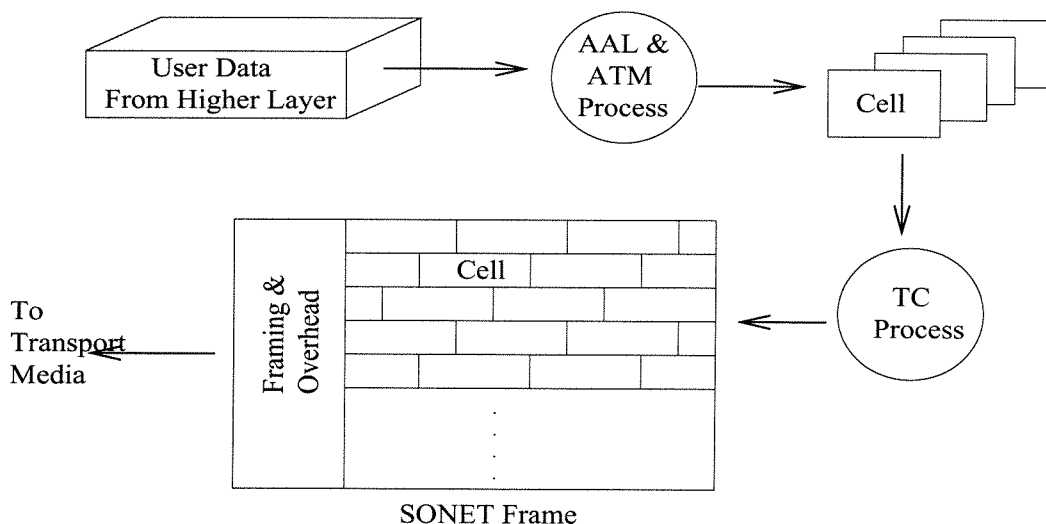 User Data
From Higher Layer
AAL &
ATM
Process
Cell
TC
Process
Cell
Framing &
Overhead
To
Transport
Media
SONET Frame